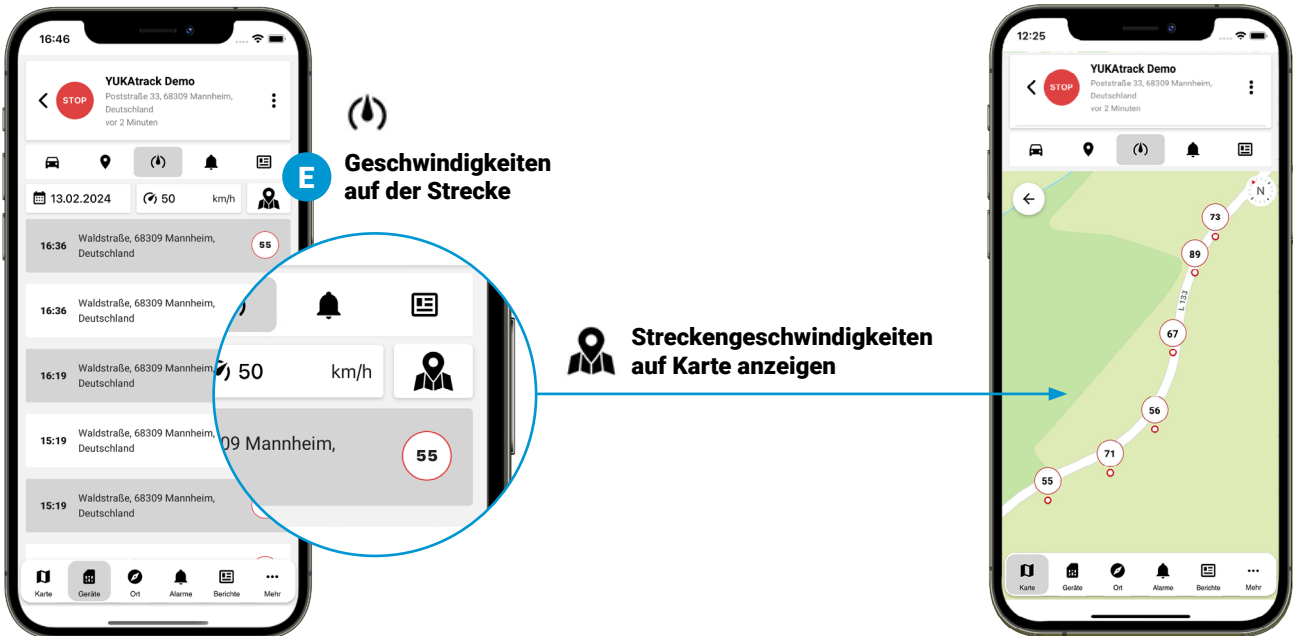 16:46
YUKAtrack Demo
STOP
Poststraße 33, 68309 Mannheim,
Deutschland
vor 2 Minuten
13.02.2024
50 km/h
16:36
Waldstraße, 68309 Mannheim,
Deutschland
55
16:36
Waldstraße, 68309 Mannheim,
Deutschland
16:19
Waldstraße, 68309 Mannheim,
Deutschland
15:19
Waldstraße, 68309 Mannheim,
Deutschland
15:19
Waldstraße, 68309 Mannheim,
Deutschland
Karte Geräte Ort Alarme Berichte Mehr
E
Geschwindigkeiten
auf der Strecke
50 km/h
09 Mannheim,
55
Streckengeschwindigkeiten
auf Karte anzeigen
12:25
YUKAtrack Demo
STOP
Poststraße 33, 68309 Mannheim,
Deutschland
vor 2 Minuten
N
73
89
L 133
67
56
71
55
Karte Geräte Ort Alarme Berichte Mehr